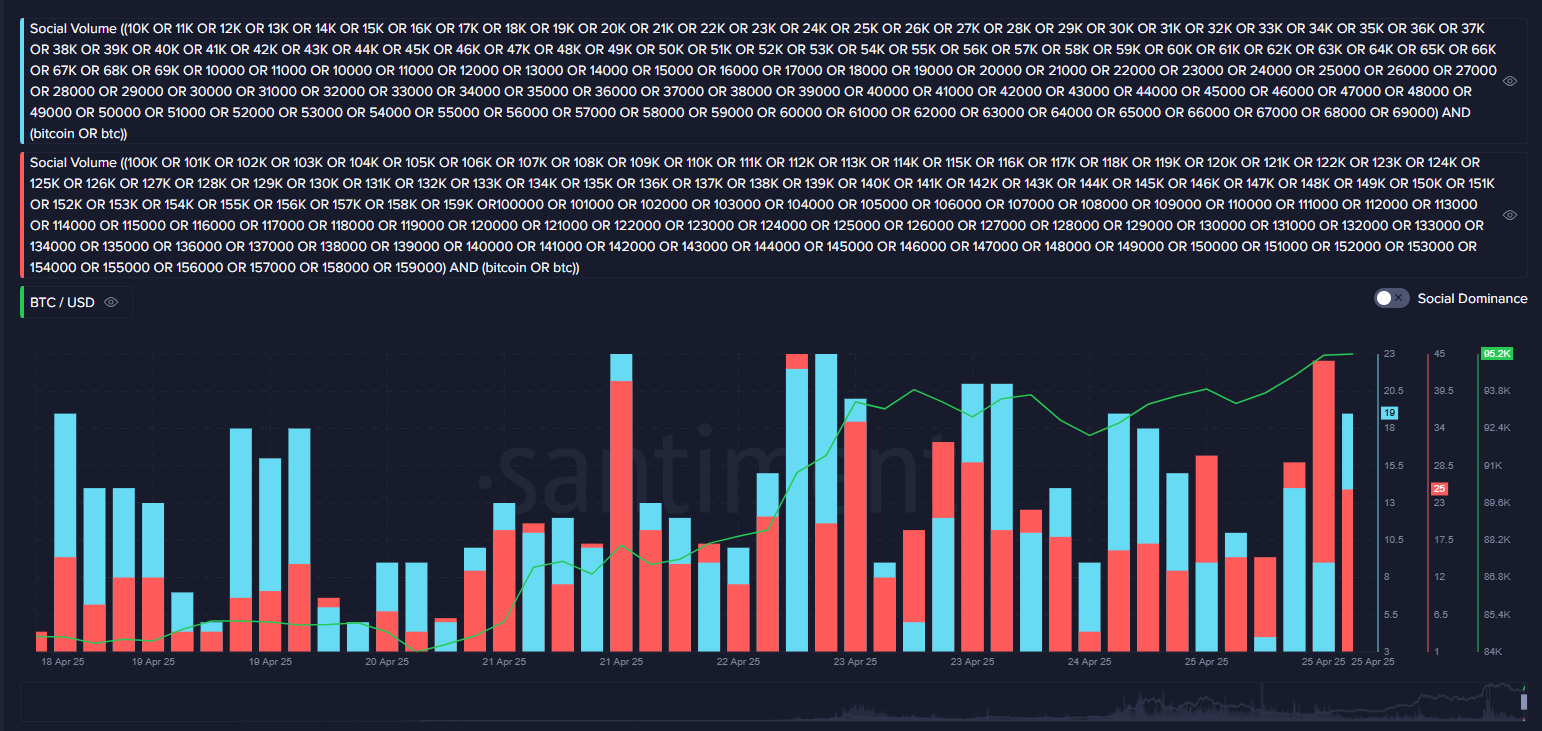 Social Volume ((10K OR 11K OR 12K OR 13K OR 14K OR 15K OR 16K OR 17K OR 18K OR 19K OR 20K OR 21K OR 22K OR 23K OR 24K OR 25K OR 26K OR 27K OR 28K OR 29K OR 30K OR 31K OR 32K OR 33K OR 34K OR 35K OR 36K OR 37K
OR 38K OR 39K OR 40K OR 41K OR 42K OR 43K OR 44K OR 45K OR 46K OR 47K OR 48K OR 49K OR 50K OR 51K OR 52K OR 53K OR 54K OR 55K OR 56K OR 57K OR 58K OR 59K OR 60K OR 61K OR 62K OR 63K OR 64K OR 65K OR 66K
OR 67K OR 68K OR 69K OR 10000 OR 11000 OR 10000 OR 11000 OR 12000 OR 13000 OR 14000 OR 15000 OR 16000 OR 17000 OR 18000 OR 19000 OR 20000 OR 21000 OR 22000 OR 23000 OR 24000 OR 25000 OR 26000 OR 27000
OR 28000 OR 29000 OR 30000 OR 31000 OR 32000 OR 33000 OR 34000 OR 35000 OR 36000 OR 37000 OR 38000 OR 39000 OR 40000 OR 41000 OR 42000 OR 43000 OR 44000 OR 45000 OR 46000 OR 47000 OR 48000 OR
49000 OR 50000 OR 51000 OR 52000 OR 53000 OR 54000 OR 55000 OR 56000 OR 57000 OR 58000 OR 59000 OR 60000 OR 61000 OR 62000 OR 63000 OR 64000 OR 65000 OR 66000 OR 67000 OR 68000 OR 69000) AND
(bitcoin OR btc))
Social Volume ((100K OR 101K OR 102K OR 103K OR 104K OR 105K OR 106K OR 107K OR 108K OR 109K OR 110K OR 111K OR 112K OR 113K OR 114K OR 115K OR 116K OR 117K OR 118K OR 119K OR 120K OR 121K OR 122K OR 123K OR 124K OR
125K OR 126K OR 127K OR 128K OR 129K OR 130K OR 131K OR 132K OR 133K OR 134K OR 135K OR 136K OR 137K OR 138K OR 139K OR 140K OR 141K OR 142K OR 143K OR 144K OR 145K OR 146K OR 147K OR 148K OR 149K OR 150K OR 151K
OR 152K OR 153K OR 154K OR 155K OR 156K OR 157K OR 158K OR 159K OR100000 OR 101000 OR 102000 OR 103000 OR 104000 OR 105000 OR 106000 OR 107000 OR 108000 OR 109000 OR 110000 OR 111000 OR 112000 OR 113000
OR 114000 OR 115000 OR 116000 OR 117000 OR 118000 OR 119000 OR 120000 OR 121000 OR 122000 OR 123000 OR 124000 OR 125000 OR 126000 OR 127000 OR 128000 OR 129000 OR 130000 OR 131000 OR 132000 OR 133000 OR
134000 OR 135000 OR 136000 OR 137000 OR 138000 OR 139000 OR 140000 OR 141000 OR 142000 OR 143000 OR 144000 OR 145000 OR 146000 OR 147000 OR 148000 OR 149000 OR 150000 OR 151000 OR 152000 OR 153000 OR
154000 OR 155000 OR 156000 OR 157000 OR 158000 OR 159000) AND (bitcoin OR btc))
BTC / USD
Social Dominance
23 45 95.2K
20.5 39.5 93.8K
19
18 34 92.4K
15.5 28.5 91K
25
13 23 89.6K
10.5 17.5 88.2K
8 12 86.8K
5.5 6.5 85.4K
3 1 84K
santiment
18 Apr 25 19 Apr 25 19 Apr 25 20 Apr 25 21 Apr 25 21 Apr 25 22 Apr 25 23 Apr 25 23 Apr 25 24 Apr 25 25 Apr 25 25 Apr 25 25 Apr 25